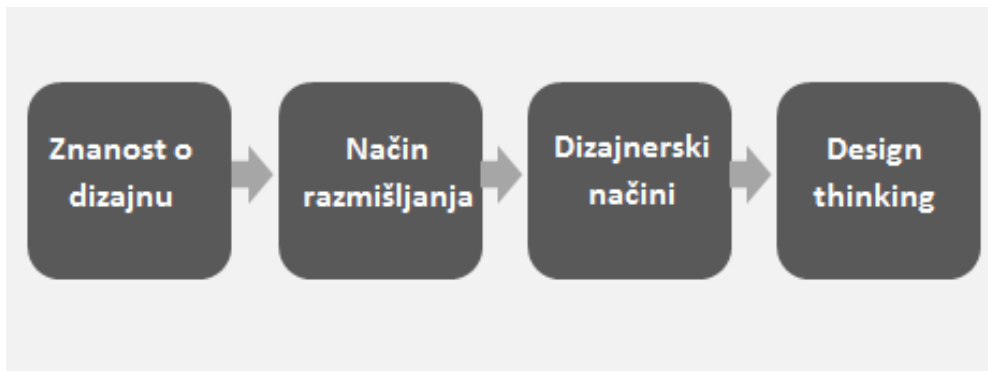 Znanost o
dizajnu
Način
razmišljanja
Dizajnerski
načini
Design
thinking